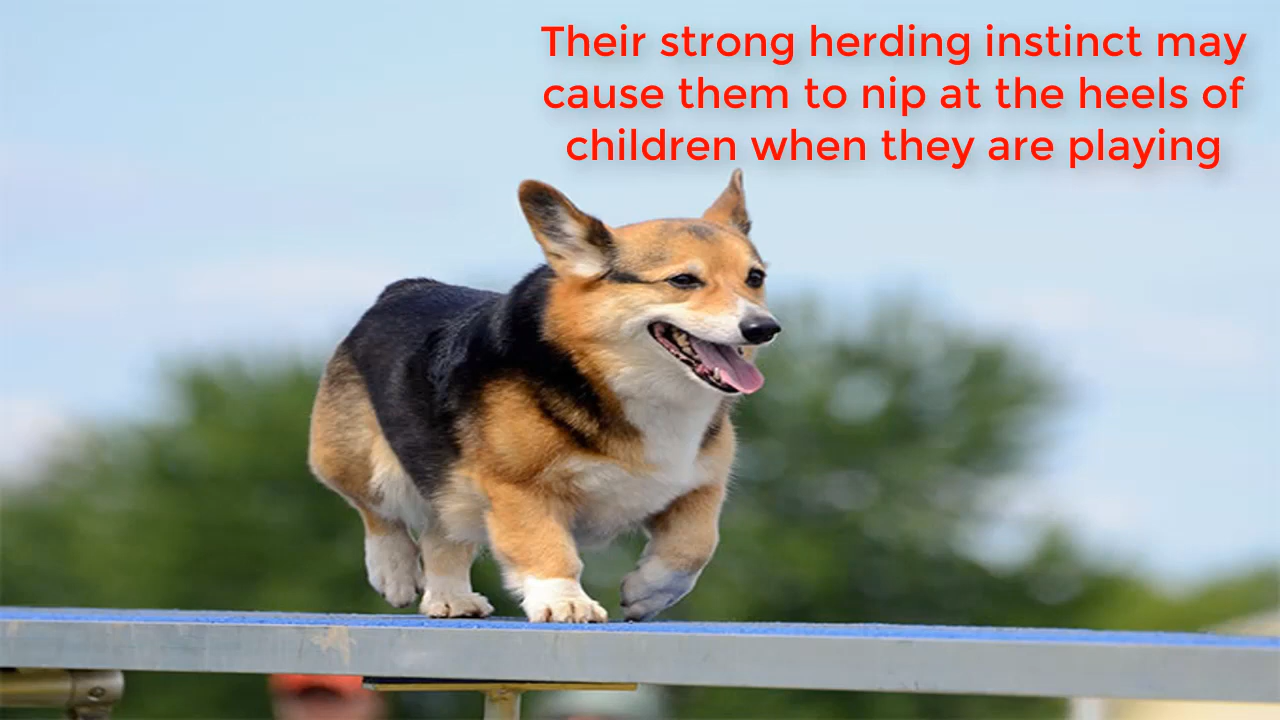 Their strong herding instinct may
cause them to nip at the heels of
children when they are playing